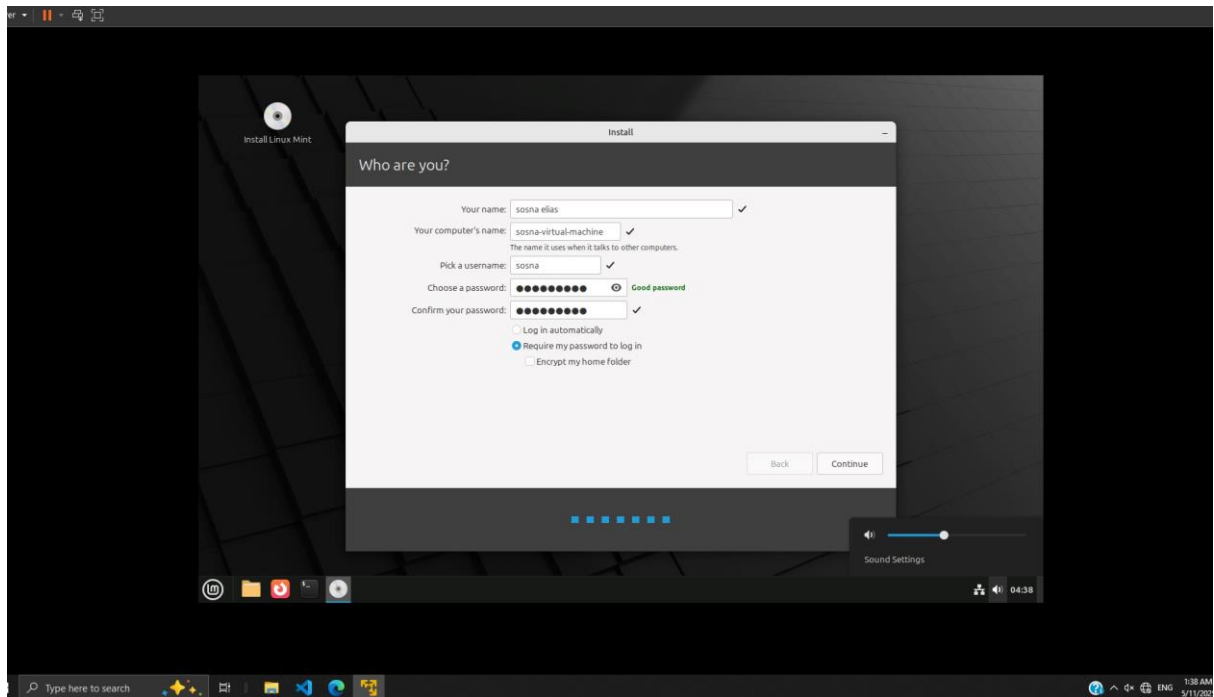 er
Install Linux Mint
Install
Who are you?
Your name: sosna elias
Your computer's name: sosna-virtual-machine
The name it uses when it talks to other computers.
Pick a username: sosna
Choose a password: ●●●●●●●●● Good password
Confirm your password: ●●●●●●●●●
Log in automatically
Require my password to log in
Encrypt my home folder
Back Continue
Sound Settings
04:38
Type here to search
ENG
1:38 AM
5/11/202